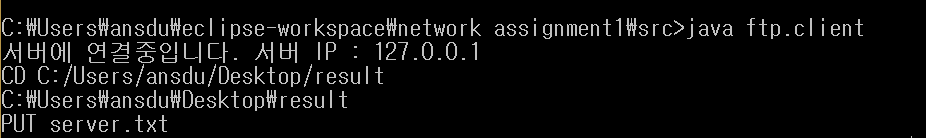 C:₩Users₩ansdu₩eclipse-workspace₩network assignment1₩src>java ftp.client
서버에 연결중입니다. 서버 IP : 127.0.0.1
CD C:/Users/ansdu/Desktop/result
C:₩Users₩ansdu₩Desktop₩result
PUT server.txt